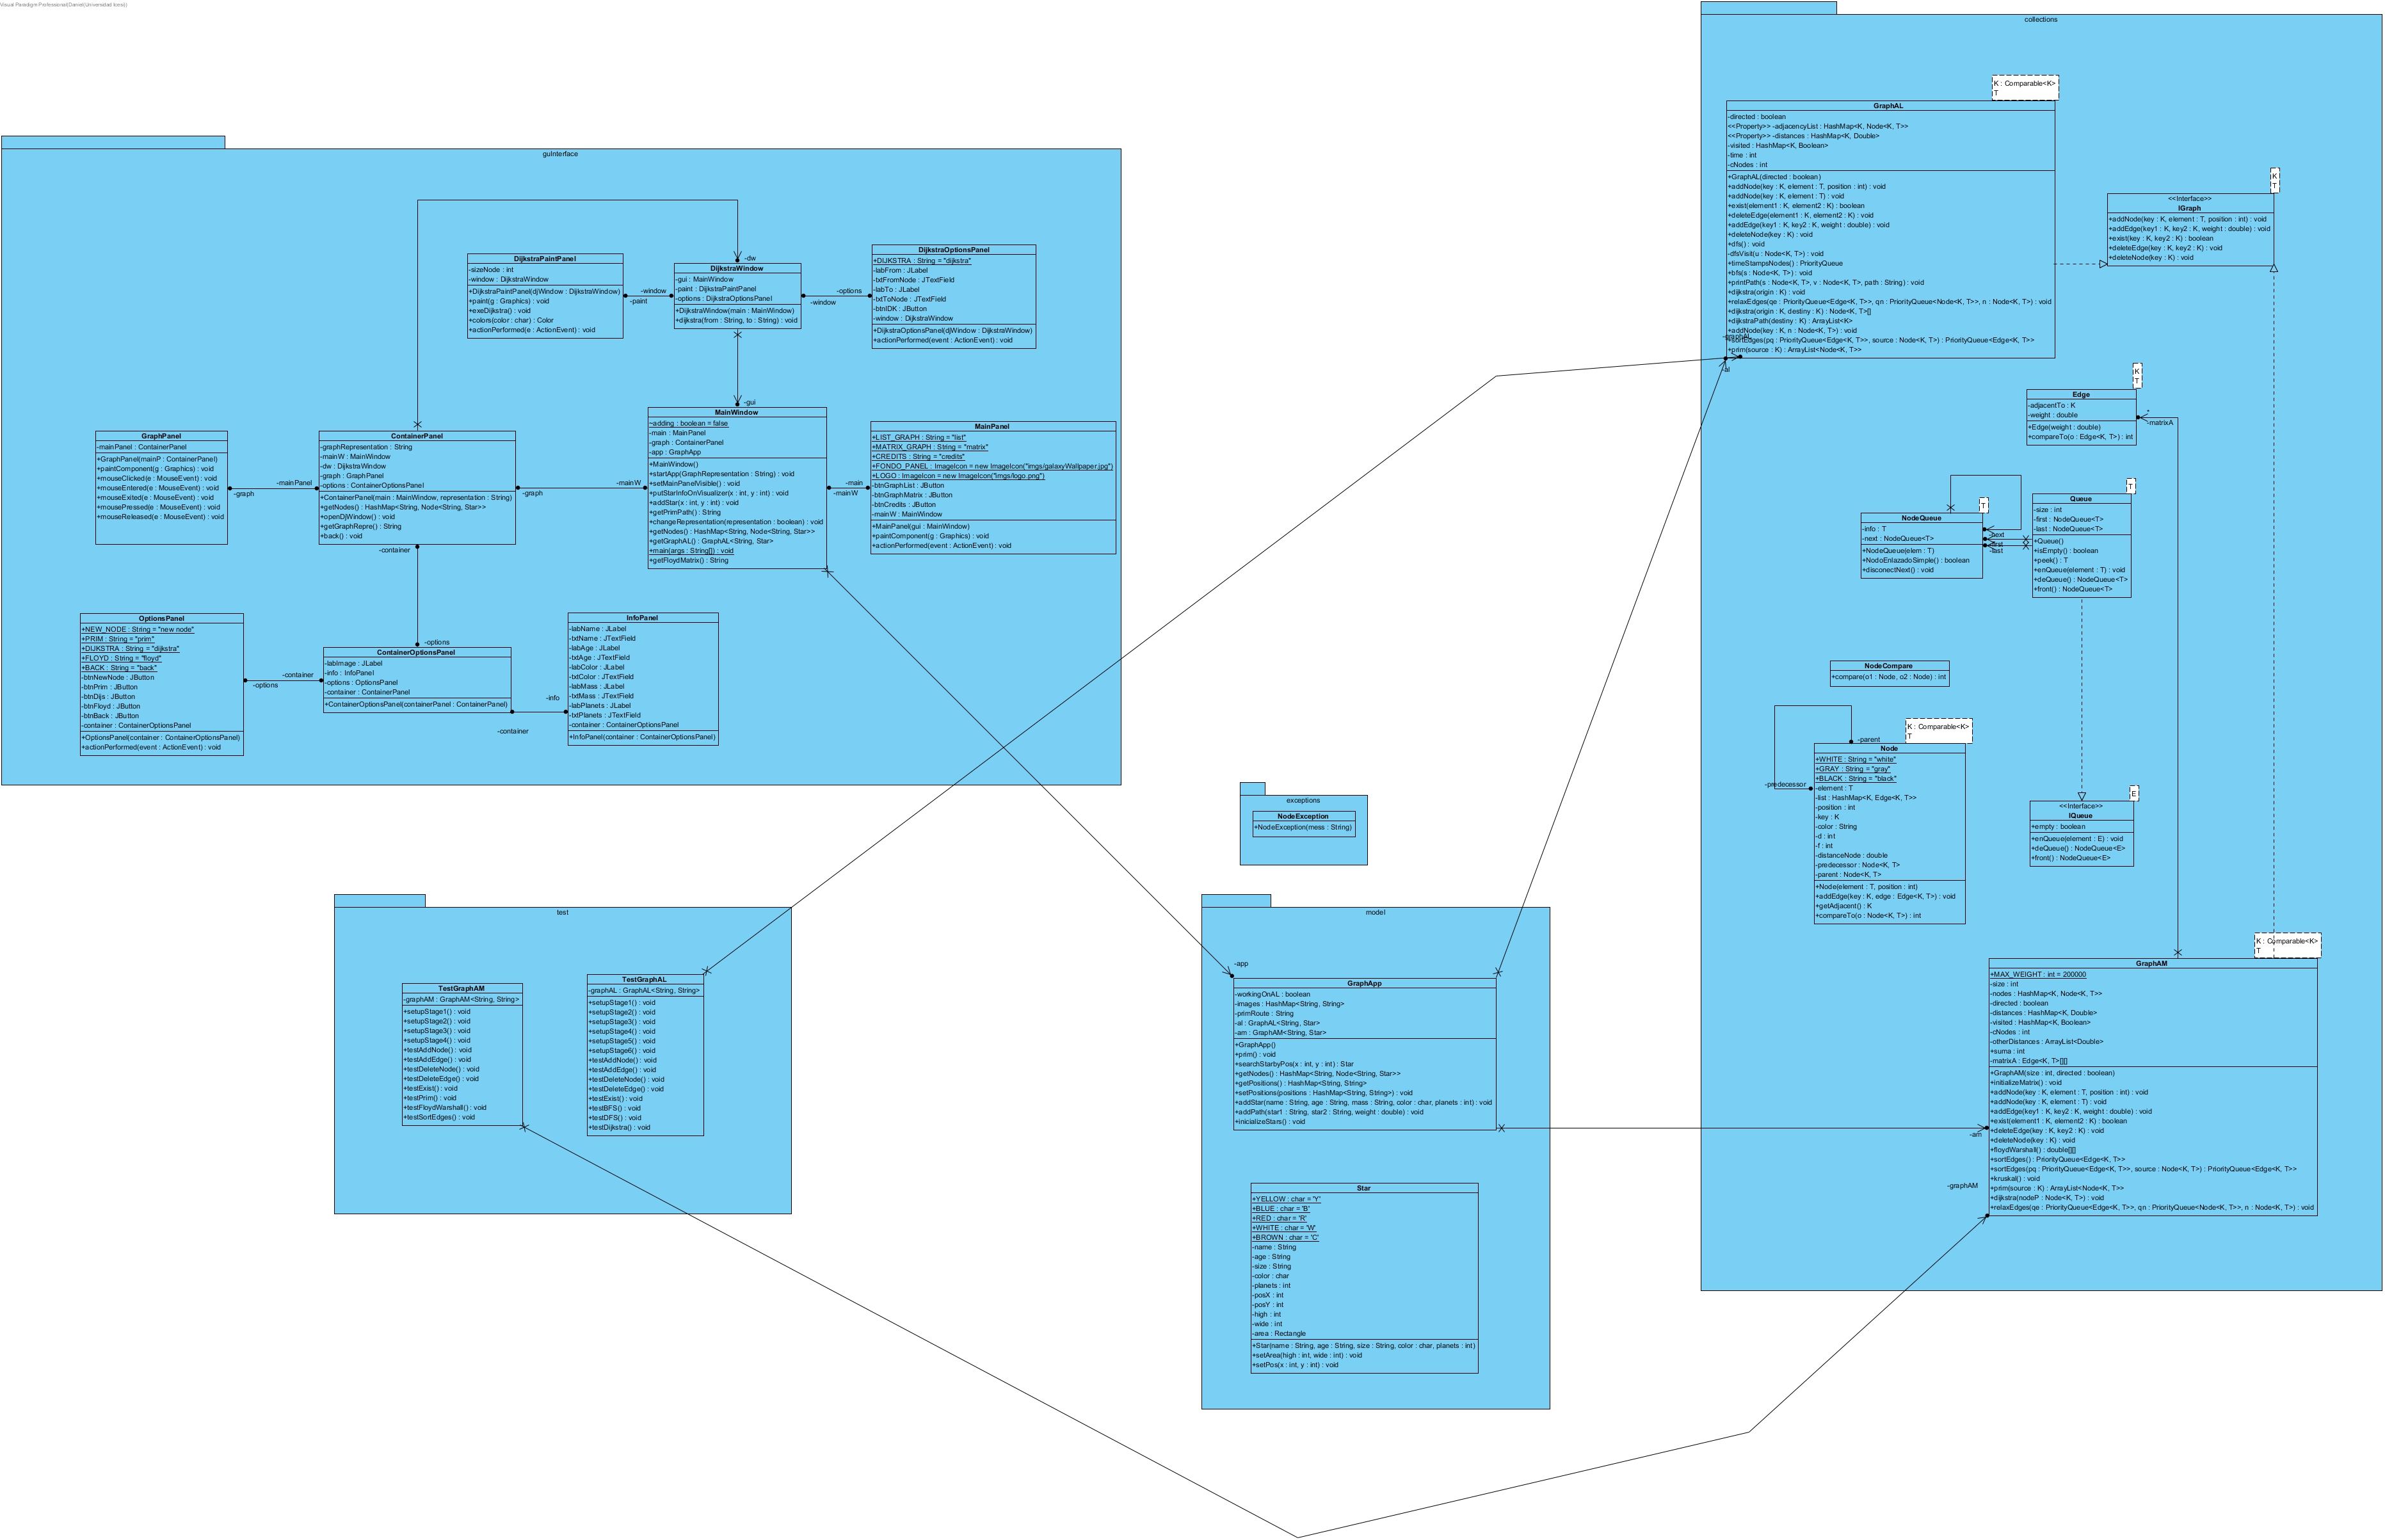 Visual Paradigm Professional(Daniel(Universidad Icesi))
guInterface
DijkstraPaintPanel
-sizeNode : int
-window : DijkstraWindow
+DijkstraPaintPanel(djWindow : DijkstraWindow)
+paint(g : Graphics) : void
+exeDijkstra() : void
+colors(color : char) : Color
+actionPerformed(e : ActionEvent) : void
-window
-paint
-dw
DijkstraWindow
-gui : MainWindow
-paint : DijkstraPaintPanel
-options : DijkstraOptionsPanel
+DijkstraWindow(main : MainWindow)
+dijkstra(from : String, to : String) : void
-options
-window
DijkstraOptionsPanel
+DIJKSTRA : String = "dijkstra"
-labFrom : JLabel
-txtFromNode : JTextField
-labTo : JLabel
-txtToNode : JTextField
-btnIDK : JButton
-window : DijkstraWindow
+DijkstraOptionsPanel(djWindow : DijkstraWindow)
+actionPerformed(event : ActionEvent) : void
GraphPanel
-mainPanel : ContainerPanel
+GraphPanel(mainP : ContainerPanel)
+paintComponent(g : Graphics) : void
+mouseClicked(e : MouseEvent) : void
+mouseEntered(e : MouseEvent) : void
+mouseExited(e : MouseEvent) : void
+mousePressed(e : MouseEvent) : void
+mouseReleased(e : MouseEvent) : void
-mainPanel
-graph
ContainerPanel
-graphRepresentation : String
-mainW : MainWindow
-dw : DijkstraWindow
-graph : GraphPanel
-options : ContainerOptionsPanel
+ContainerPanel(main : MainWindow, representation : String)
+getNodes() : HashMap<String, Node<String, Star>>
+openDjWindow() : void
+getGraphRepre() : String
+back() : void
-container
-mainW
-graph
-gui
MainWindow
~adding : boolean = false
-main : MainPanel
-graph : ContainerPanel
-app : GraphApp
+MainWindow()
+startApp(GraphRepresentation : String) : void
+setMainPanelVisible() : void
+putStarInfoOnVisualizer(x : int, y : int) : void
+addStar(x : int, y : int) : void
+getPrimPath() : String
+changeRepresentation(representation : boolean) : void
+getNodes() : HashMap<String, Node<String, Star>>
+getGraphAL() : GraphAL<String, Star>
+main(args : String[]) : void
+getFloydMatrix() : String
-main
-mainW
MainPanel
+LIST_GRAPH : String = "list"
+MATRIX_GRAPH : String = "matrix"
+CREDITS : String = "credits"
+FONDO_PANEL : ImageIcon = new ImageIcon("imgs/galaxyWallpaper.jpg")
+LOGO : ImageIcon = new ImageIcon("imgs/logo.png")
-btnGraphList : JButton
-btnGraphMatrix : JButton
-btnCredits : JButton
-mainW : MainWindow
+MainPanel(gui : MainWindow)
+paintComponent(g : Graphics) : void
+actionPerformed(event : ActionEvent) : void
OptionsPanel
+NEW_NODE : String = "new node"
+PRIM : String = "prim"
+DIJKSTRA : String = "dijkstra"
+FLOYD : String = "floyd"
+BACK : String = "back"
-btnNewNode : JButton
-btnPrim : JButton
-btnDijs : JButton
-btnFloyd : JButton
-btnBack : JButton
-container : ContainerOptionsPanel
+OptionsPanel(container : ContainerOptionsPanel)
+actionPerformed(event : ActionEvent) : void
-container
-options
-options
ContainerOptionsPanel
-labImage : JLabel
-info : InfoPanel
-options : OptionsPanel
-container : ContainerPanel
+ContainerOptionsPanel(containerPanel : ContainerPanel)
-info
-container
InfoPanel
-labName : JLabel
-txtName : JTextField
-labAge : JLabel
-txtAge : JTextField
-labColor : JLabel
-txtColor : JTextField
-labMass : JLabel
-txtMass : JTextField
-labPlanets : JLabel
-txtPlanets : JTextField
-container : ContainerOptionsPanel
+InfoPanel(container : ContainerOptionsPanel)
exceptions
NodeException
+NodeException(mess : String)
test
TestGraphAM
-graphAM : GraphAM<String, String>
+setupStage1() : void
+setupStage2() : void
+setupStage3() : void
+setupStage4() : void
+testAddNode() : void
+testAddEdge() : void
+testDeleteNode() : void
+testDeleteEdge() : void
+testExist() : void
+testPrim() : void
+testFloydWarshall() : void
+testSortEdges() : void
TestGraphAL
-graphAL : GraphAL<String, String>
+setupStage1() : void
+setupStage2() : void
+setupStage3() : void
+setupStage4() : void
+setupStage5() : void
+setupStage6() : void
+testAddNode() : void
+testAddEdge() : void
+testDeleteNode() : void
+testDeleteEdge() : void
+testExist() : void
+testBFS() : void
+testDFS() : void
+testDijkstra() : void
model
-app
GraphApp
-workingOnAL : boolean
-images : HashMap<String, String>
-primRoute : String
-al : GraphAL<String, Star>
-am : GraphAM<String, Star>
+GraphApp()
+prim() : void
+searchStarbyPos(x : int, y : int) : Star
+getNodes() : HashMap<String, Node<String, Star>>
+getPositions() : HashMap<String, String>
+setPositions(positions : HashMap<String, String>) : void
+addStar(name : String, age : String, mass : String, color : char, planets : int) : void
+addPath(star1 : String, star2 : String, weight : double) : void
+inicializeStars() : void
Star
+YELLOW : char = 'Y'
+BLUE : char = 'B'
+RED : char = 'R'
+WHITE : char = 'W'
+BROWN : char = 'C'
-name : String
-age : String
-size : String
-color : char
-planets : int
-posX : int
-posY : int
-high : int
-wide : int
-area : Rectangle
+Star(name : String, age : String, size : String, color : char, planets : int)
+setArea(high : int, wide : int) : void
+setPos(x : int, y : int) : void
collections
K : Comparable<K>
T
GraphAL
-directed : boolean
<<Property>> -adjacencyList : HashMap<K, Node<K, T>>
<<Property>> -distances : HashMap<K, Double>
-visited : HashMap<K, Boolean>
-time : int
-cNodes : int
+GraphAL(directed : boolean)
+addNode(key : K, element : T, position : int) : void
+addNode(key : K, element : T) : void
+exist(element1 : K, element2 : K) : boolean
+deleteEdge(element1 : K, element2 : K) : void
+addEdge(key1 : K, key2 : K, weight : double) : void
+deleteNode(key : K) : void
+dfs() : void
-dfsVisit(u : Node<K, T>) : void
+timeStampsNodes() : PriorityQueue
+bfs(s : Node<K, T>) : void
+printPath(s : Node<K, T>, v : Node<K, T>, path : String) : void
+dijkstra(origin : K) : void
+relaxEdges(qe : PriorityQueue<Edge<K, T>>, qn : PriorityQueue<Node<K, T>>, n : Node<K, T>) : void
+dijkstra(origin : K, destiny : K) : Node<K, T>[]
+dijkstraPath(destiny : K) : ArrayList<K>
+addNode(key : K, n : Node<K, T>) : void
-graphAL
+sortEdges(pq : PriorityQueue<Edge<K, T>>, source : Node<K, T>) : PriorityQueue<Edge<K, T>>
+prim(source : K) : ArrayList<Node<K, T>>
-al
K
T
<<Interface>>
IGraph
+addNode(key : K, element : T, position : int) : void
+addEdge(key1 : K, key2 : K, weight : double) : void
+exist(key : K, key2 : K) : boolean
+deleteEdge(key : K, key2 : K) : void
+deleteNode(key : K) : void
K
T
Edge
-adjacentTo : K
-weight : double
+Edge(weight : double)
+compareTo(o : Edge<K, T>) : int
*
-matrixA
T
NodeQueue
-info : T
-next : NodeQueue<T>
+NodeQueue(elem : T)
+NodoEnlazadoSimple() : boolean
+disconectNext() : void
-next
-first
-last
T
Queue
-size : int
-first : NodeQueue<T>
-last : NodeQueue<T>
+Queue()
+isEmpty() : boolean
+peek() : T
+enQueue(element : T) : void
+deQueue() : NodeQueue<T>
+front() : NodeQueue<T>
NodeCompare
+compare(o1 : Node, o2 : Node) : int
K : Comparable<K>
T
-parent
-predecessor
Node
+WHITE : String = "white"
+GRAY : String = "gray"
+BLACK : String = "black"
-element : T
-list : HashMap<K, Edge<K, T>>
-position : int
-key : K
-color : String
-d : int
-f : int
-distanceNode : double
-predecessor : Node<K, T>
-parent : Node<K, T>
+Node(element : T, position : int)
+addEdge(key : K, edge : Edge<K, T>) : void
+getAdjacent() : K
+compareTo(o : Node<K, T>) : int
E
<<Interface>>
IQueue
+empty : boolean
+enQueue(element : E) : void
+deQueue() : NodeQueue<E>
+front() : NodeQueue<E>
K : Comparable<K>
T
GraphAM
+MAX_WEIGHT : int = 200000
-size : int
-nodes : HashMap<K, Node<K, T>>
-directed : boolean
-distances : HashMap<K, Double>
-visited : HashMap<K, Boolean>
-cNodes : int
-otherDistances : ArrayList<Double>
+suma : int
-matrixA : Edge<K, T>[][]
+GraphAM(size : int, directed : boolean)
+initializeMatrix() : void
+addNode(key : K, element : T, position : int) : void
+addNode(key : K, element : T) : void
+addEdge(key1 : K, key2 : K, weight : double) : void
+exist(element1 : K, element2 : K) : boolean
+deleteEdge(key : K, key2 : K) : void
+deleteNode(key : K) : void
+floydWarshall() : double[][]
+sortEdges() : PriorityQueue<Edge<K, T>>
+sortEdges(pq : PriorityQueue<Edge<K, T>>, source : Node<K, T>) : PriorityQueue<Edge<K, T>>
+kruskal() : void
+prim(source : K) : ArrayList<Node<K, T>>
+dijkstra(nodeP : Node<K, T>) : void
+relaxEdges(qe : PriorityQueue<Edge<K, T>>, qn : PriorityQueue<Node<K, T>>, n : Node<K, T>) : void
-am
-graphAM